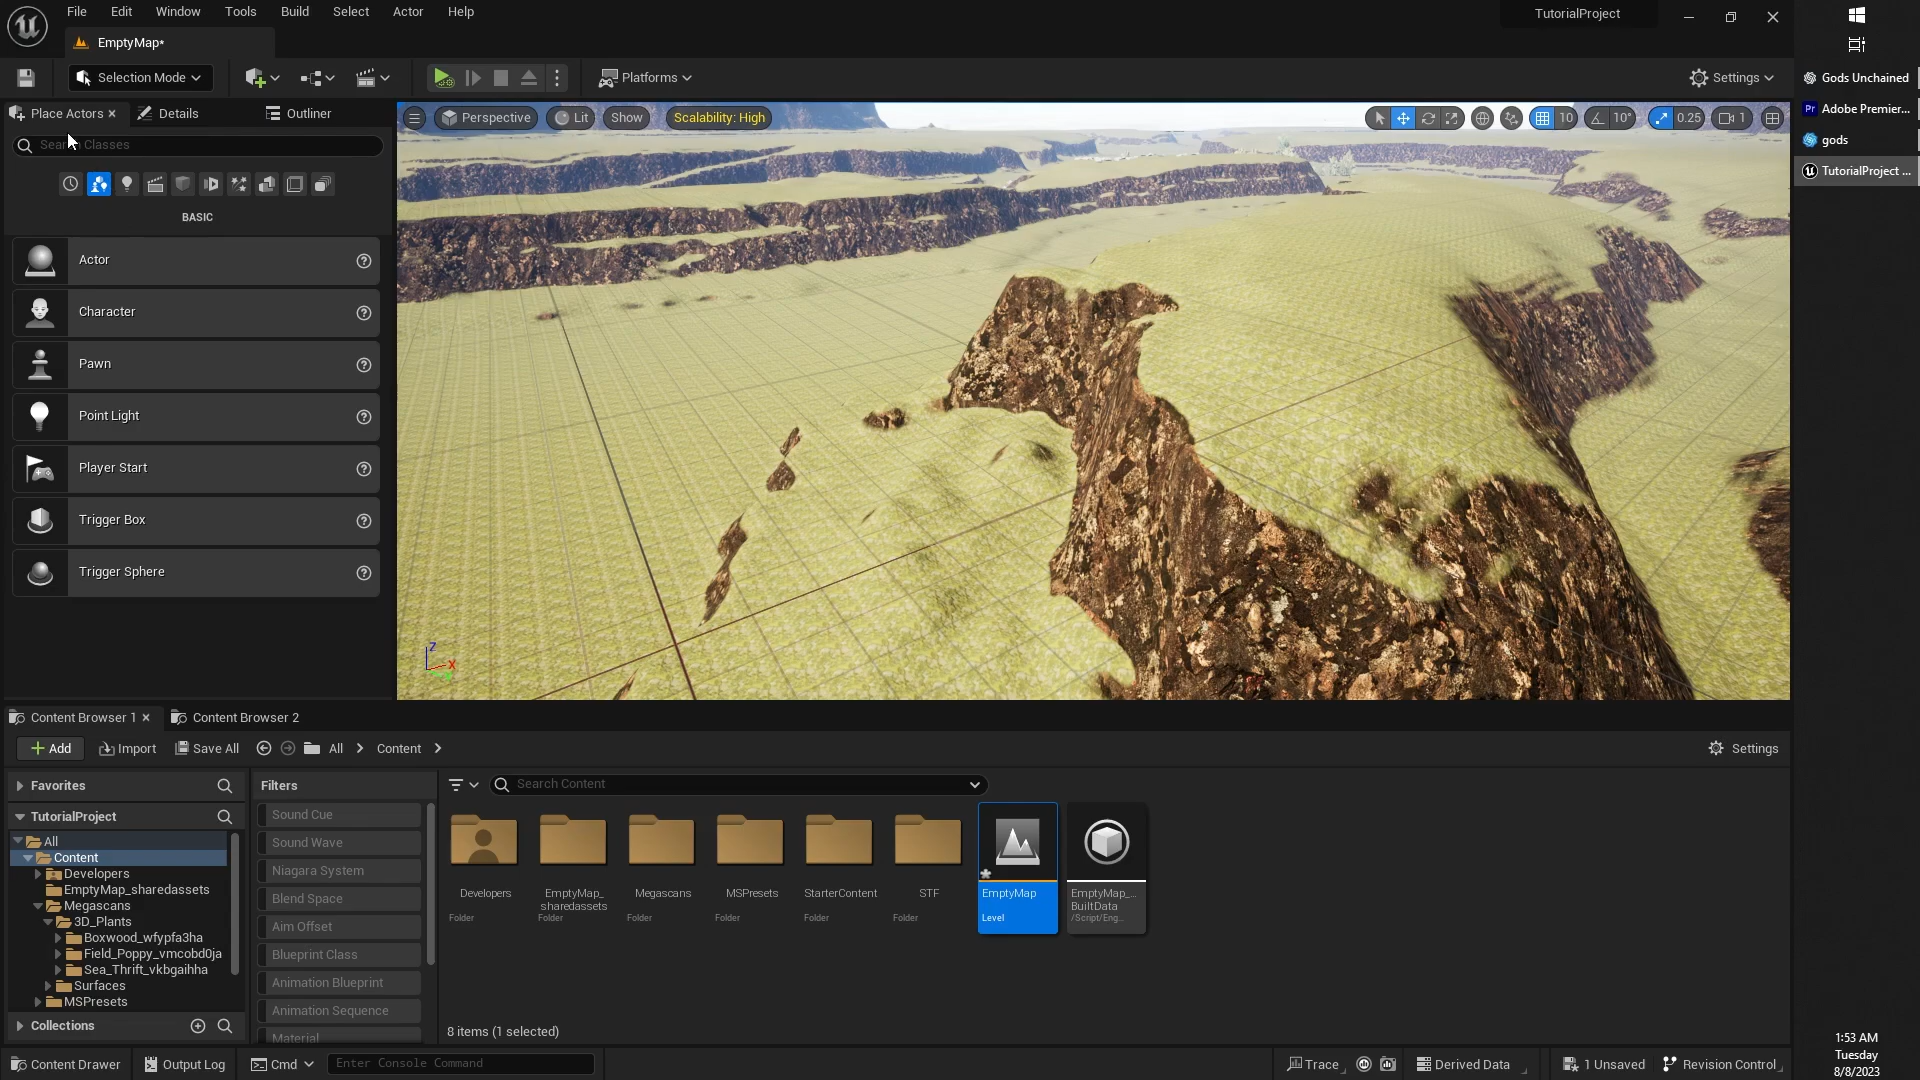 File Edit Window Tools Build Select Actor Help
TutorialProject
EmptyMap*
Selection Mode
Platforms
Settings
Place Actors
Details
Outliner
Search Classes
BASIC
Actor
Character
Pawn
Point Light
Player Start
Trigger Box
Trigger Sphere
Perspective Lit Show Scalability: High
10 10° 0.25 1
Z
X
Gods Unchained
Adobe Premier...
gods
TutorialProject ...
Content Browser 1
Content Browser 2
Add Import Save All All Content
Settings
Favorites
TutorialProject
All
Content
Developers
EmptyMap_sharedassets
Megascans
3D_Plants
Boxwood_wfypfa3ha
Field_Poppy_vmcobd0ja
Sea_Thrift_vkbgaihha
Surfaces
MSPresets
Collections
Filters
Sound Cue
Sound Wave
Niagara System
Blend Space
Aim Offset
Blueprint Class
Animation Blueprint
Animation Sequence
Material
Search Content
Developers
Folder
EmptyMap_
sharedassets
Folder
Megascans
Folder
MSPresets
Folder
StarterContent
Folder
STF
Folder
EmptyMap
Level
EmptyMap_...
BuiltData
/Script/Eng...
8 items (1 selected)
Content Drawer Output Log Cmd Enter Console Command
Trace Derived Data 1 Unsaved Revision Control
1:53 AM
Tuesday
8/8/2023